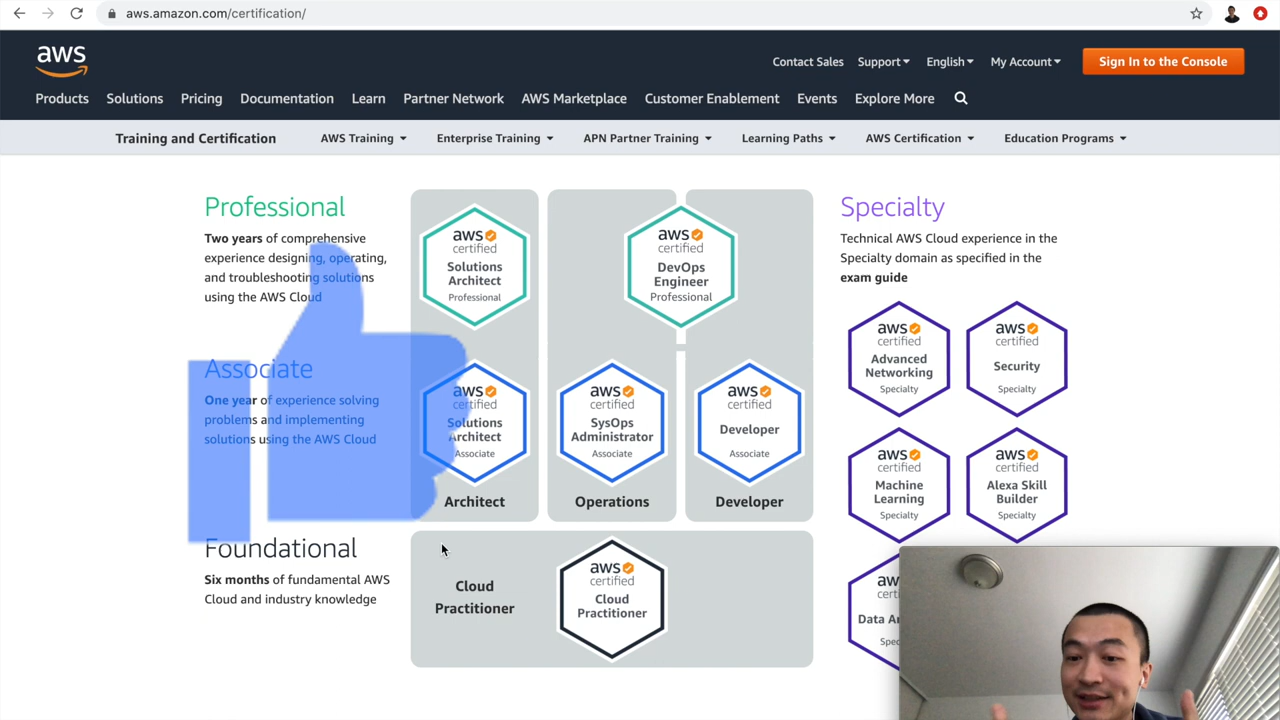 aws.amazon.com/certification/
aws
Contact Sales
Support
English
My Account
Sign In to the Console
Products
Solutions
Pricing
Documentation
Learn
Partner Network
AWS Marketplace
Customer Enablement
Events
Explore More
Training and Certification
AWS Training
Enterprise Training
APN Partner Training
Learning Paths
AWS Certification
Education Programs
Professional
Two years of comprehensive
experience designing, operating,
and troubleshooting solutions
using the AWS Cloud
aws
certified
Solutions
Architect
Professional
aws
certified
DevOps
Engineer
Professional
Associate
One year of experience solving
problems and implementing
solutions using the AWS Cloud
aws
certified
Solutions
Architect
Associate
Architect
aws
certified
SysOps
Administrator
Associate
Operations
aws
certified
Developer
Associate
Developer
Foundational
Six months of fundamental AWS
Cloud and industry knowledge
Cloud
Practitioner
aws
certified
Cloud
Practitioner
Specialty
Technical AWS Cloud experience in the
Specialty domain as specified in the
exam guide
aws
certified
Advanced
Networking
Specialty
aws
certified
Security
Specialty
aws
certified
Machine
Learning
Specialty
aws
certified
Alexa Skill
Builder
Specialty
Data